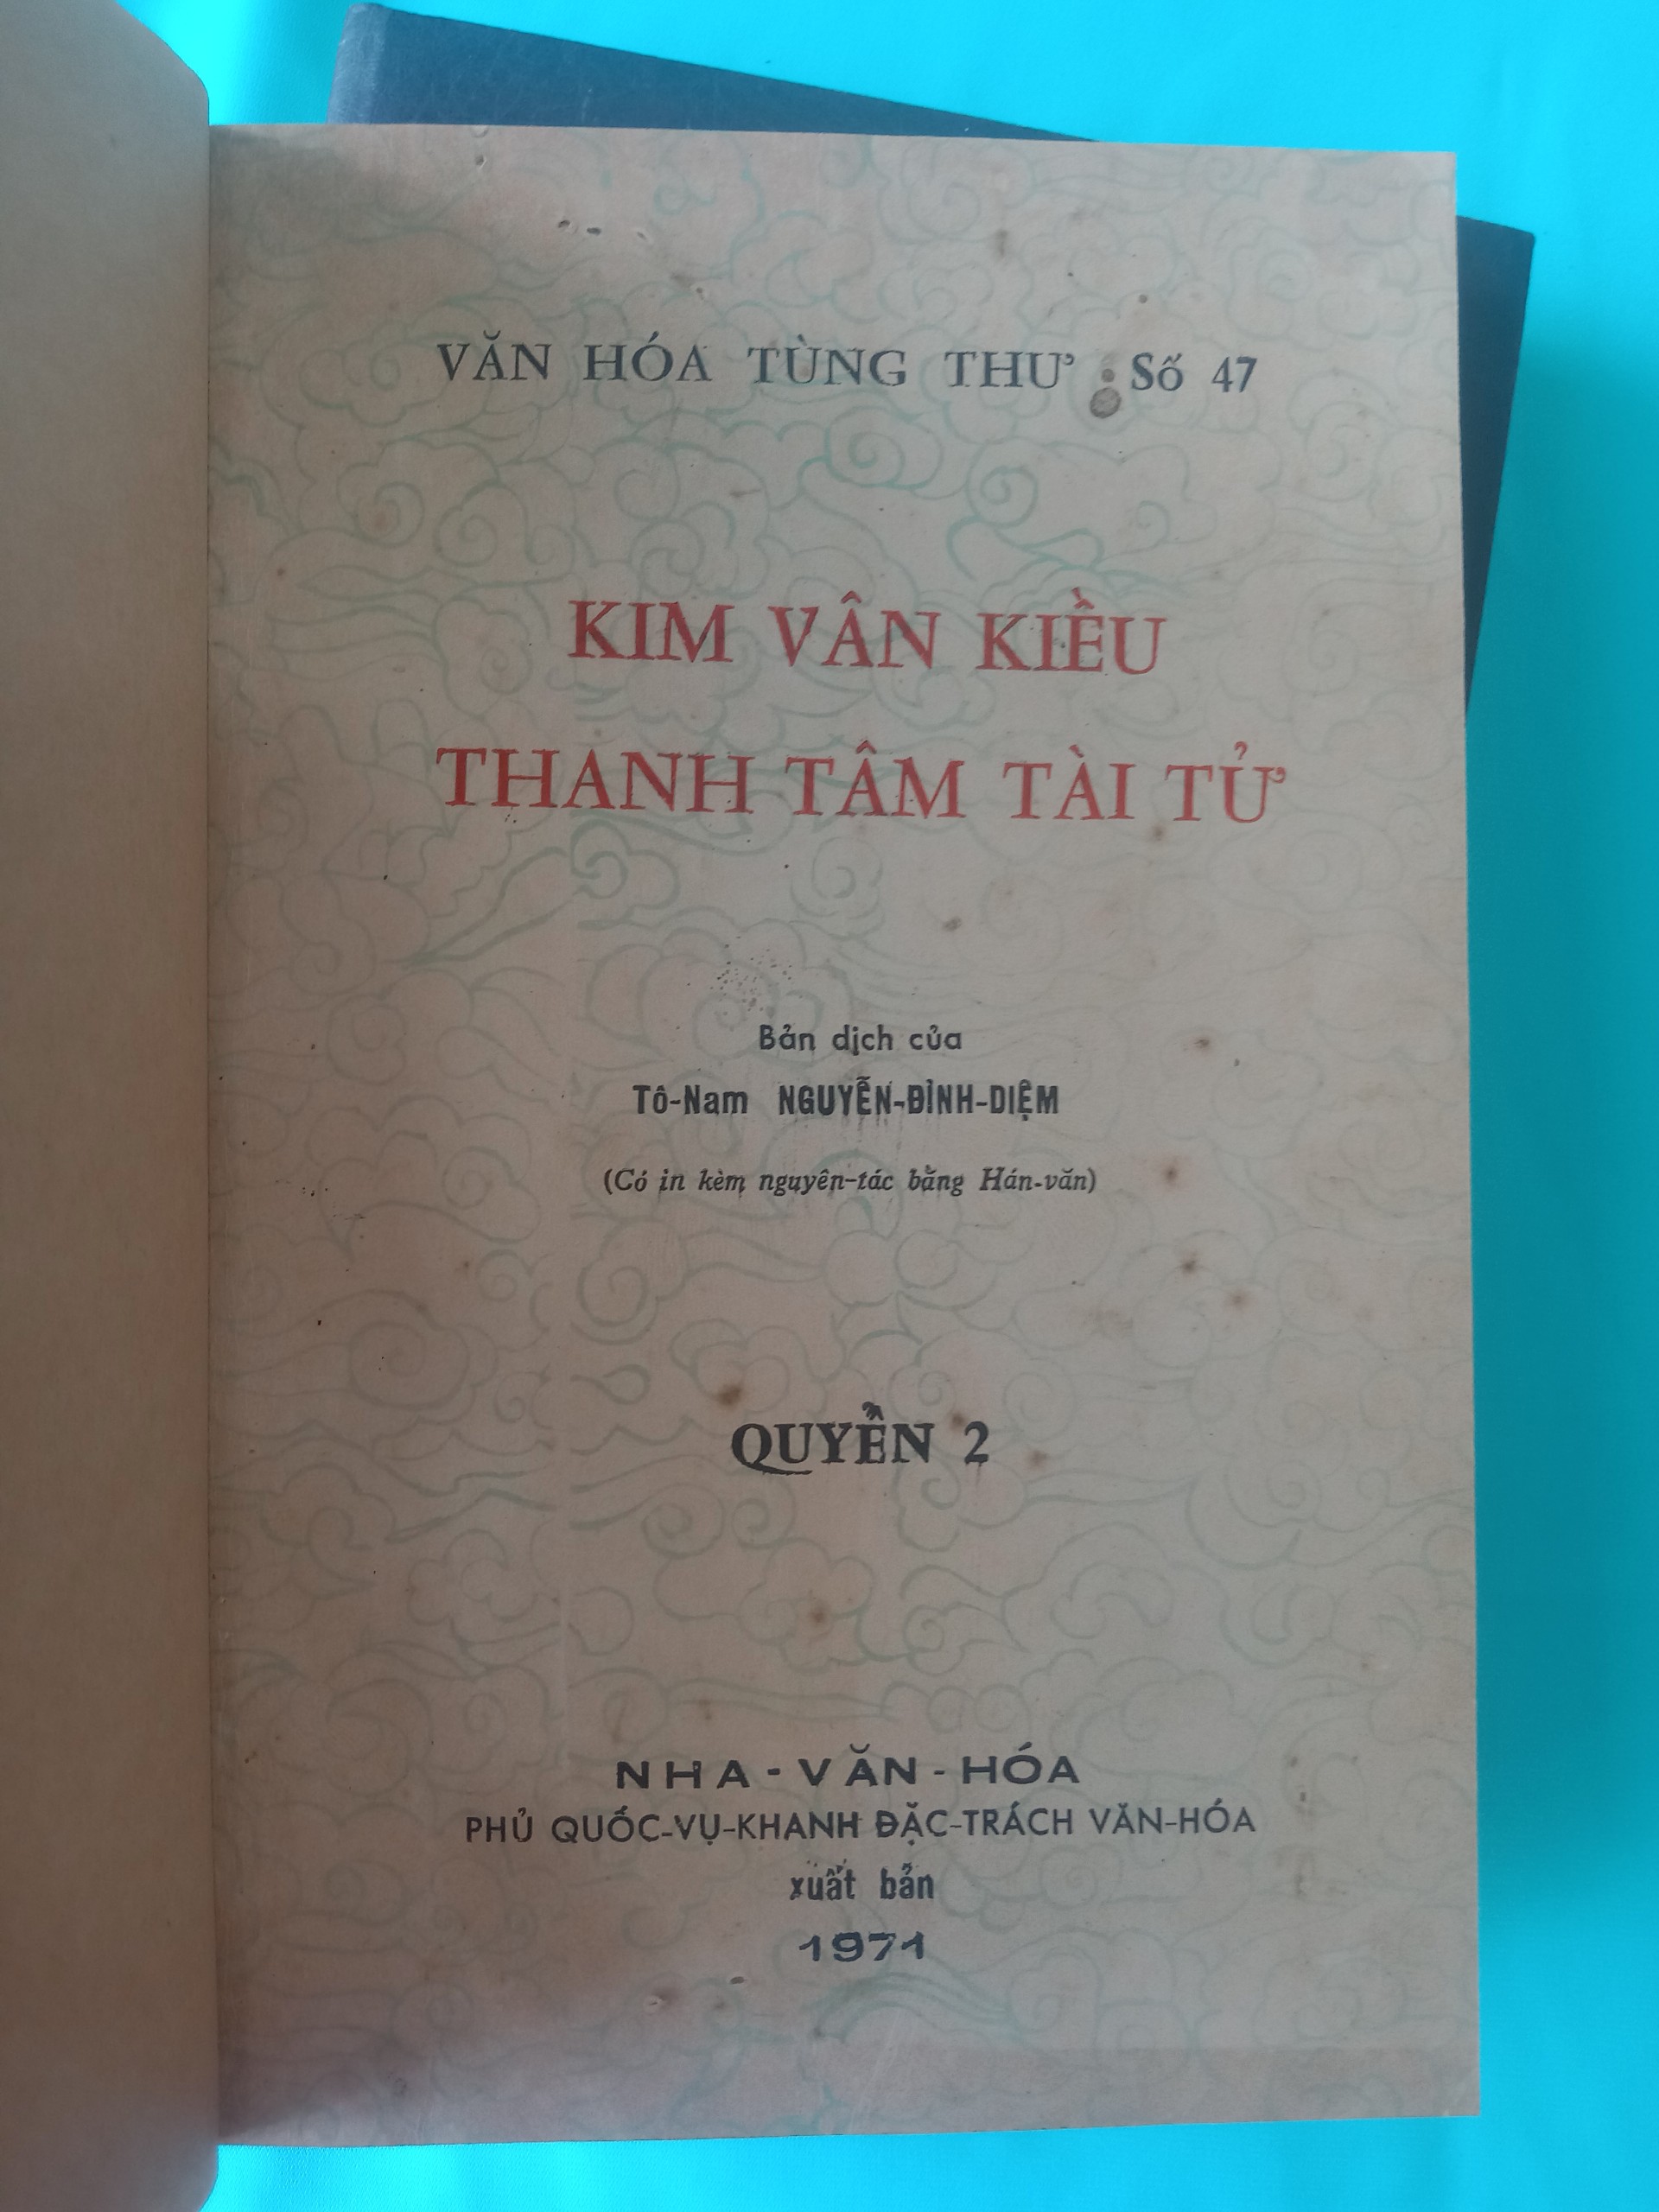 VĂN HÓA TÙNG THƯ : Số 47
KIM VÂN KIỀU
THANH TÂM TÀI TỬ
Bản dịch của
Tô-Nam NGUYỄN-ĐÌNH-DIỆM
(Có in kèm nguyên-tác bằng Hán-văn)
QUYỂN 2
NHA-VĂN-HÓA
PHỦ QUỐC-VỤ-KHANH ĐẶC-TRÁCH VĂN-HÓA
xuất bản
1971